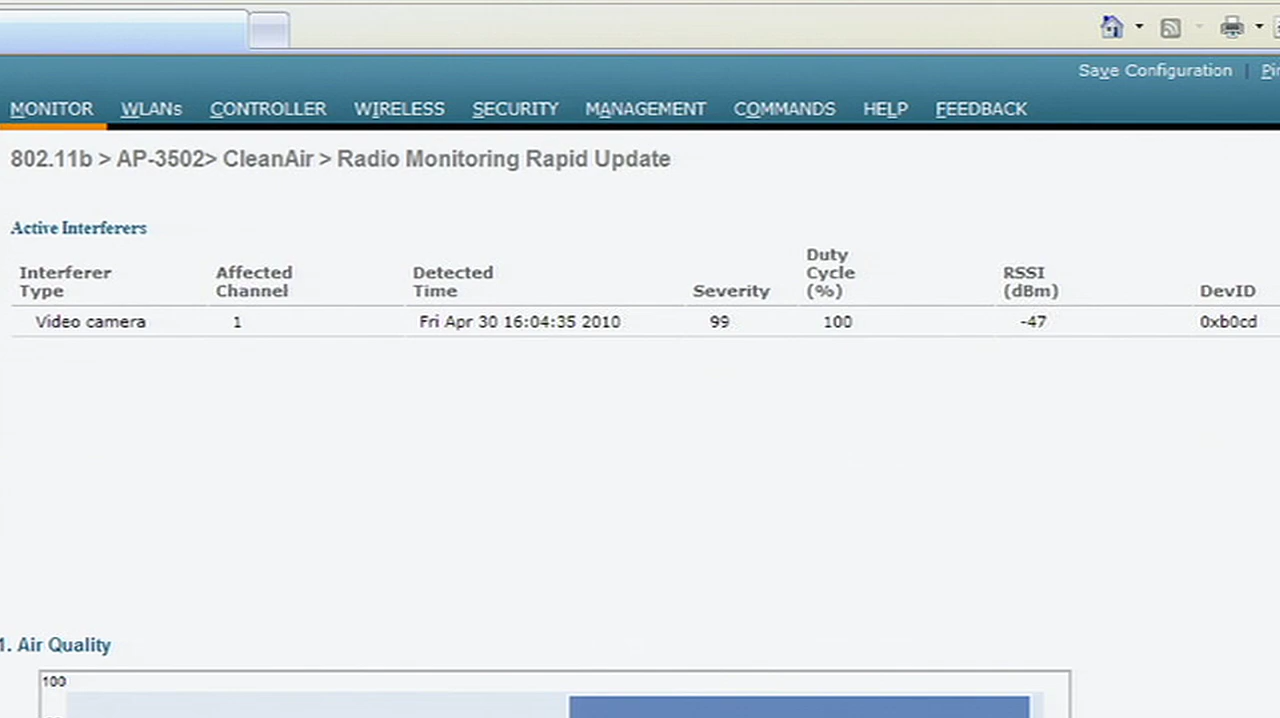 Save Configuration | Pi
MONITOR WLANs CONTROLLER WIRELESS SECURITY MANAGEMENT COMMANDS HELP FEEDBACK
802.11b > AP-3502> CleanAir > Radio Monitoring Rapid Update
Active Interferers
Interferer Type Affected Channel Detected Time Severity Duty Cycle (%) RSSI (dBm) DevID
Video camera 1 Fri Apr 30 16:04:35 2010 99 100 -47 0xb0cd
1. Air Quality
100